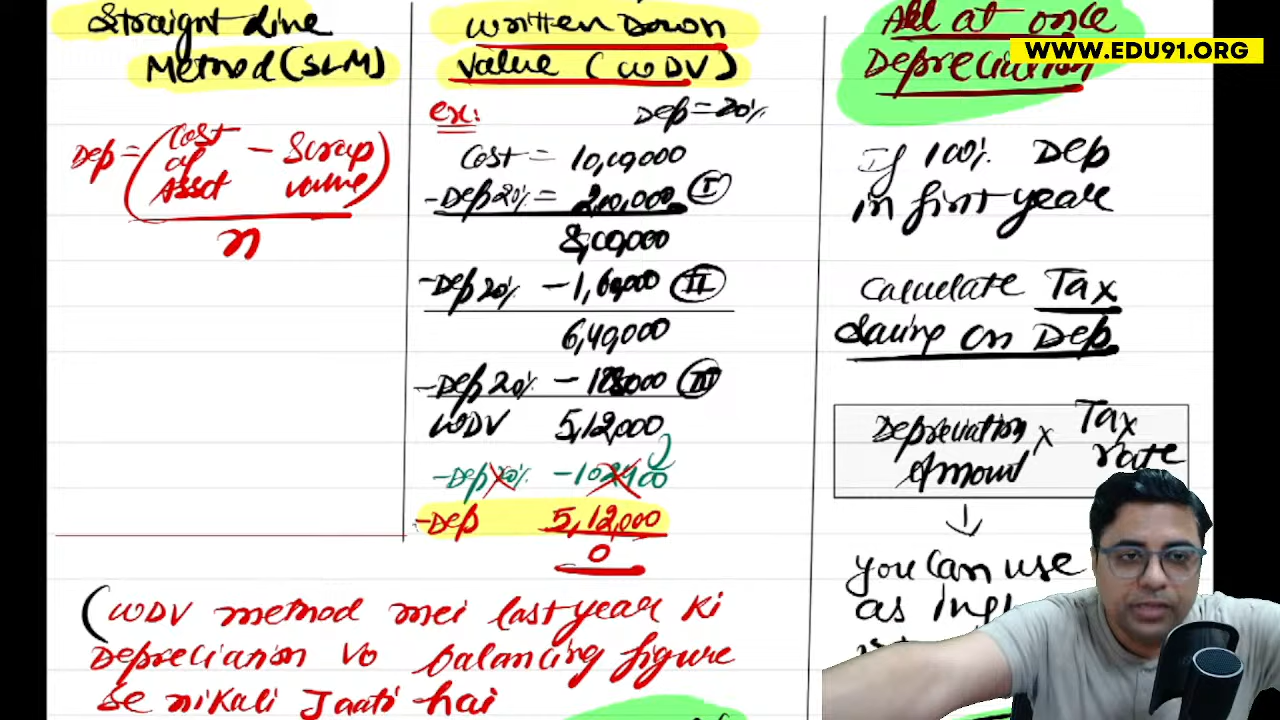 Straight Line
Method (SLM)
Dep = (Cost of Asset - Scrap value)
n
Written Down
Value (WDV)
ex:
Dep = 20%
Cost = 10,00,000
- Dep 20% = 2,00,000 I
8,00,000
- Dep 20% - 1,60,000 II
6,40,000
- Dep 20% - 128000 III
WDV 5,12,000
- Dep 20% - 102400
- Dep 5,12,000
0
(WDV method mei last year Ki
Depreciation vo balancing figure
se nikali Jaati hai
All at once
Depreciation
WWW.EDU91.ORG
If 100% Dep
in first year
Calculate Tax
Saving on Dep
Depreciation Amount x Tax rate
you can use
as